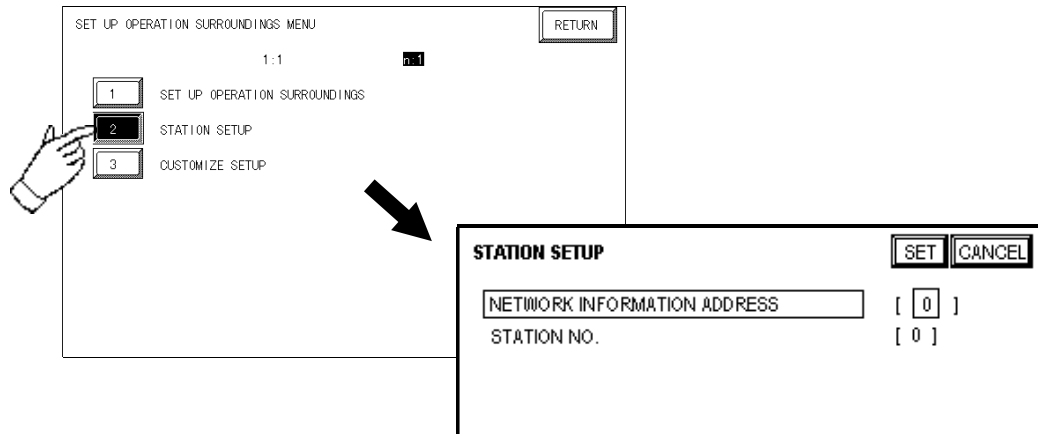 SET UP OPERATION SURROUNDINGS MENU RETURN
1:1 n:1
1 SET UP OPERATION SURROUNDINGS
2 STATION SETUP
3 CUSTOMIZE SETUP
STATION SETUP SET CANCEL
NETWORK INFORMATION ADDRESS [ 0 ]
STATION NO. [ 0 ]